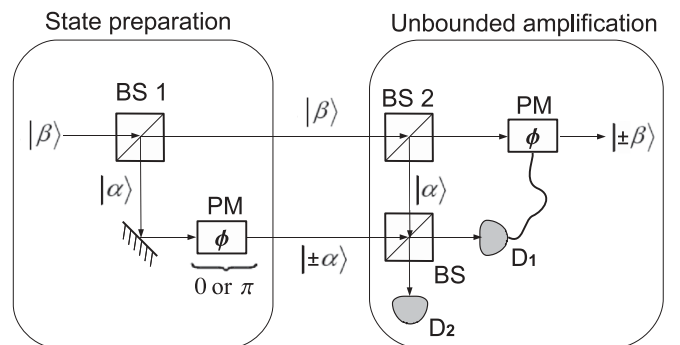 State preparation
Unbounded amplification
BS 1
|β⟩
BS 2
PM
|β⟩
ϕ
|±β⟩
|α⟩
|α⟩
PM
ϕ
|±α⟩
D1
BS
0 or π
D2